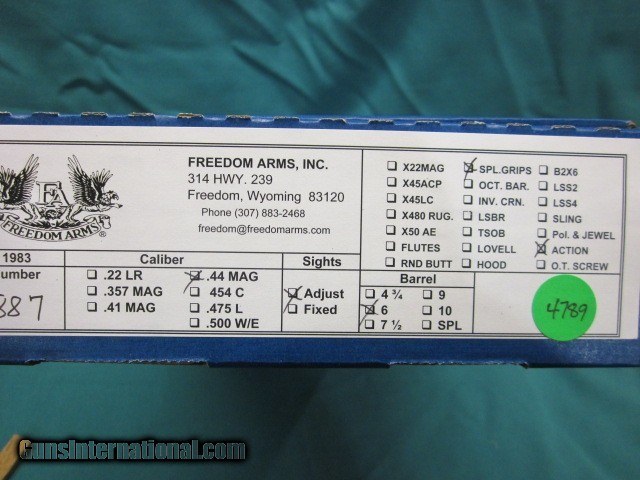 FREEDOM ARMS, INC.
314 HWY. 239
Freedom, Wyoming 83120
Phone (307) 883-2468
freedom@freedomarms.com
FA
FREEDOM ARMS
®
X22MAG
X45ACP
X45LC
X480 RUG.
X50 AE
FLUTES
RND BUTT
SPL.GRIPS
OCT. BAR.
INV. CRN.
LSBR
TSOB
LOVELL
HOOD
B2X6
LSS2
LSS4
SLING
Pol. & JEWEL
ACTION
O.T. SCREW
1983
umber
887
Caliber
.22 LR
.357 MAG
.41 MAG
.44 MAG
454 C
.475 L
.500 W/E
Sights
Adjust
Fixed
Barrel
4 ¾
6
7 ½
9
10
SPL
4789
GunsInternational.com